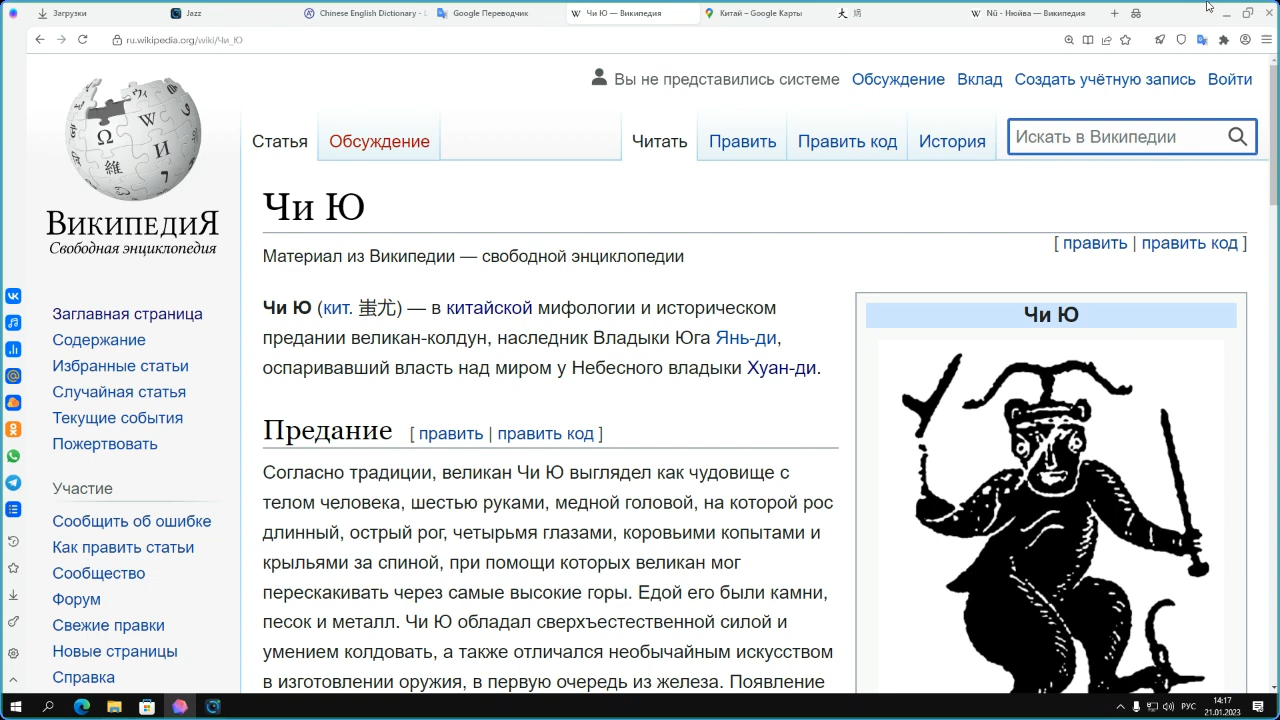 Загрузки
Jazz
Chinese English Dictionary - L
Google Переводчик
Чи Ю — Википедия
Китай – Google Карты
Nü - Нюйва — Википедия
ru.wikipedia.org/wiki/Чи_Ю
Вы не представились системе Обсуждение Вклад Создать учётную запись Войти
Статья Обсуждение Читать Править Править код История Искать в Википедии
ВикипедиЯ
Свободная энциклопедия
Заглавная страница
Содержание
Избранные статьи
Случайная статья
Текущие события
Пожертвовать
Участие
Сообщить об ошибке
Как править статьи
Сообщество
Форум
Свежие правки
Новые страницы
Справка
Чи Ю
[ править | править код ]
Материал из Википедии — свободной энциклопедии
Чи Ю (кит. 蚩尤) — в китайской мифологии и историческом
предании великан-колдун, наследник Владыки Юга Янь-ди,
оспаривавший власть над миром у Небесного владыки Хуан-ди.
Предание [ править | править код ]
Согласно традиции, великан Чи Ю выглядел как чудовище с
телом человека, шестью руками, медной головой, на которой рос
длинный, острый рог, четырьмя глазами, коровьими копытами и
крыльями за спиной, при помощи которых великан мог
перескакивать через самые высокие горы. Едой его были камни,
песок и металл. Чи Ю обладал сверхъестественной силой и
умением колдовать, а также отличался необычайным искусством
в изготовлении оружия, в первую очередь из железа. Появление
Чи Ю
РУС
14:17
21.01.2023